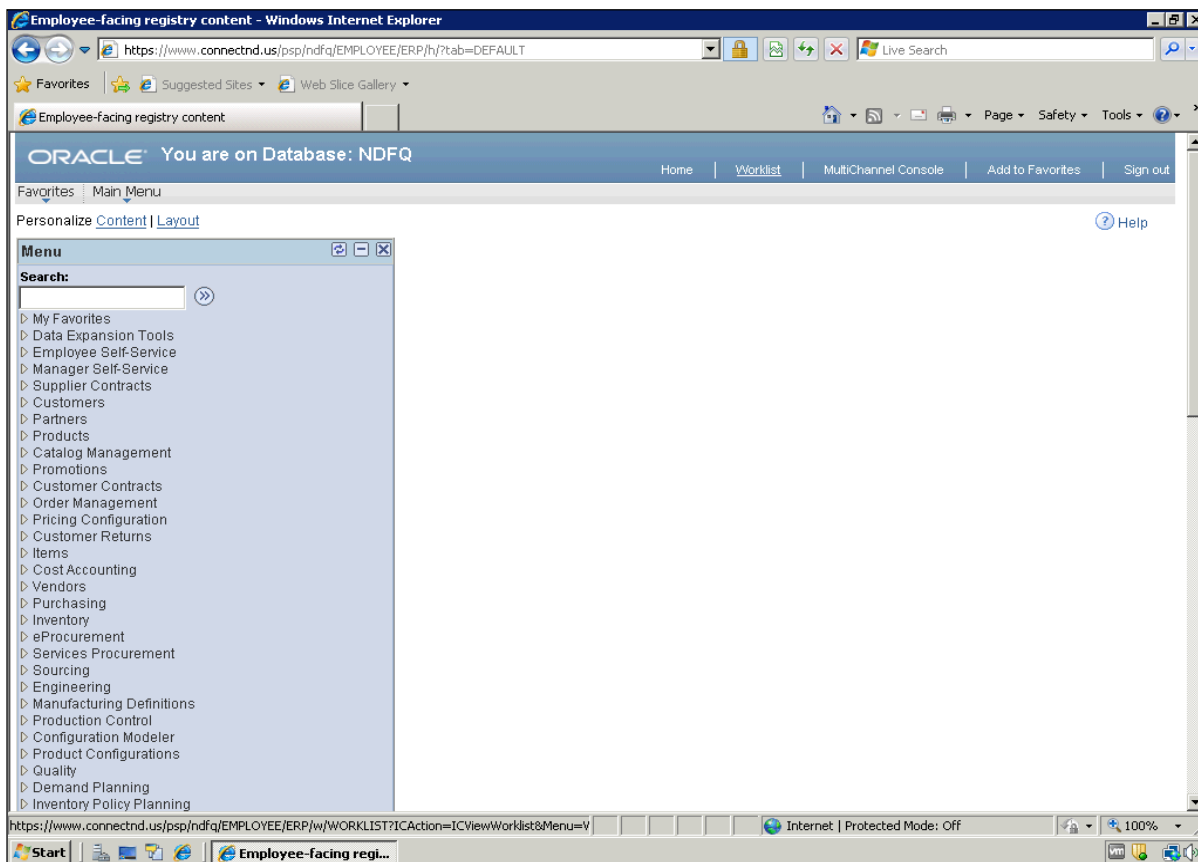 Employee-facing registry content - Windows Internet Explorer
https://www.connectnd.us/psp/ndfq/EMPLOYEE/ERP/h/?tab=DEFAULT
Live Search
Favorites
Suggested Sites
Web Slice Gallery
Employee-facing registry content
Page
Safety
Tools
ORACLE
You are on Database: NDFQ
Home
Worklist
MultiChannel Console
Add to Favorites
Sign out
Favorites
Main Menu
Personalize Content | Layout
Help
Menu
Search:
My Favorites
Data Expansion Tools
Employee Self-Service
Manager Self-Service
Supplier Contracts
Customers
Partners
Products
Catalog Management
Promotions
Customer Contracts
Order Management
Pricing Configuration
Customer Returns
Items
Cost Accounting
Vendors
Purchasing
Inventory
eProcurement
Services Procurement
Sourcing
Engineering
Manufacturing Definitions
Production Control
Configuration Modeler
Product Configurations
Quality
Demand Planning
Inventory Policy Planning
https://www.connectnd.us/psp/ndfq/EMPLOYEE/ERP/w/WORKLIST?ICAction=ICViewWorklist&Menu=V
Internet | Protected Mode: Off
100%
Start
Employee-facing regi...
vm